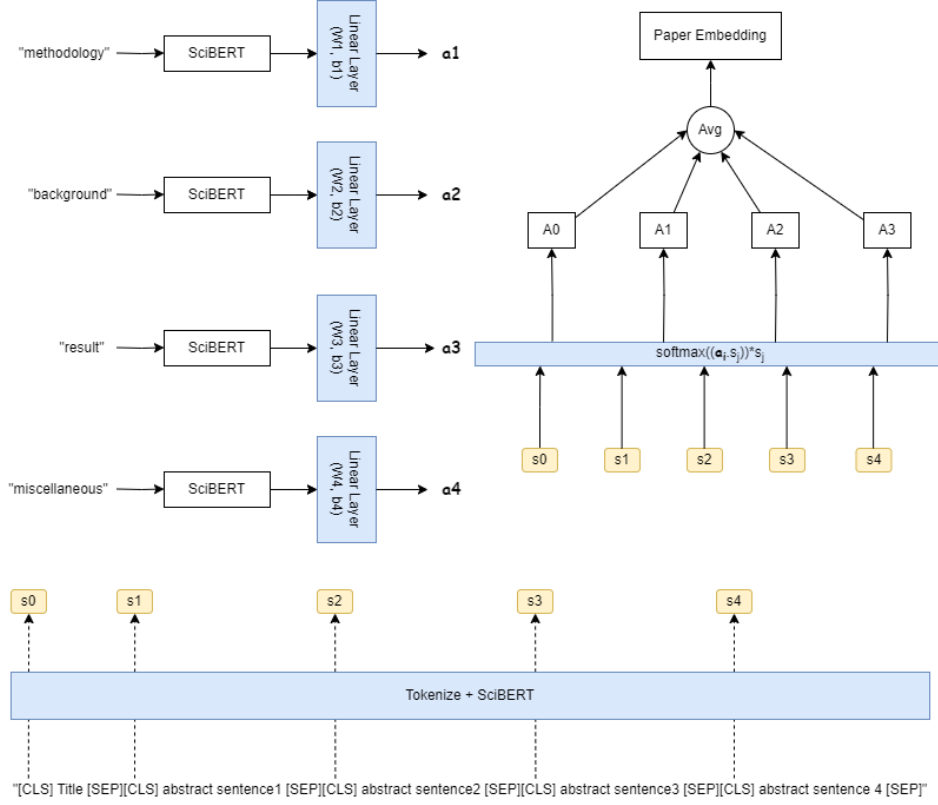 "methodology"
SciBERT
Linear Layer
(W1, b1)
a1
"background"
SciBERT
Linear Layer
(W2, b2)
a2
"result"
SciBERT
Linear Layer
(W3, b3)
a3
"miscellaneous"
SciBERT
Linear Layer
(W4, b4)
a4
Paper Embedding
Avg
A0
A1
A2
A3
softmax((aᵢ.sⱼ))*sⱼ
s0
s1
s2
s3
s4
s0
s1
s2
s3
s4
Tokenize + SciBERT
"[CLS] Title [SEP][CLS] abstract sentence1 [SEP][CLS] abstract sentence2 [SEP][CLS] abstract sentence3 [SEP][CLS] abstract sentence 4 [SEP]"